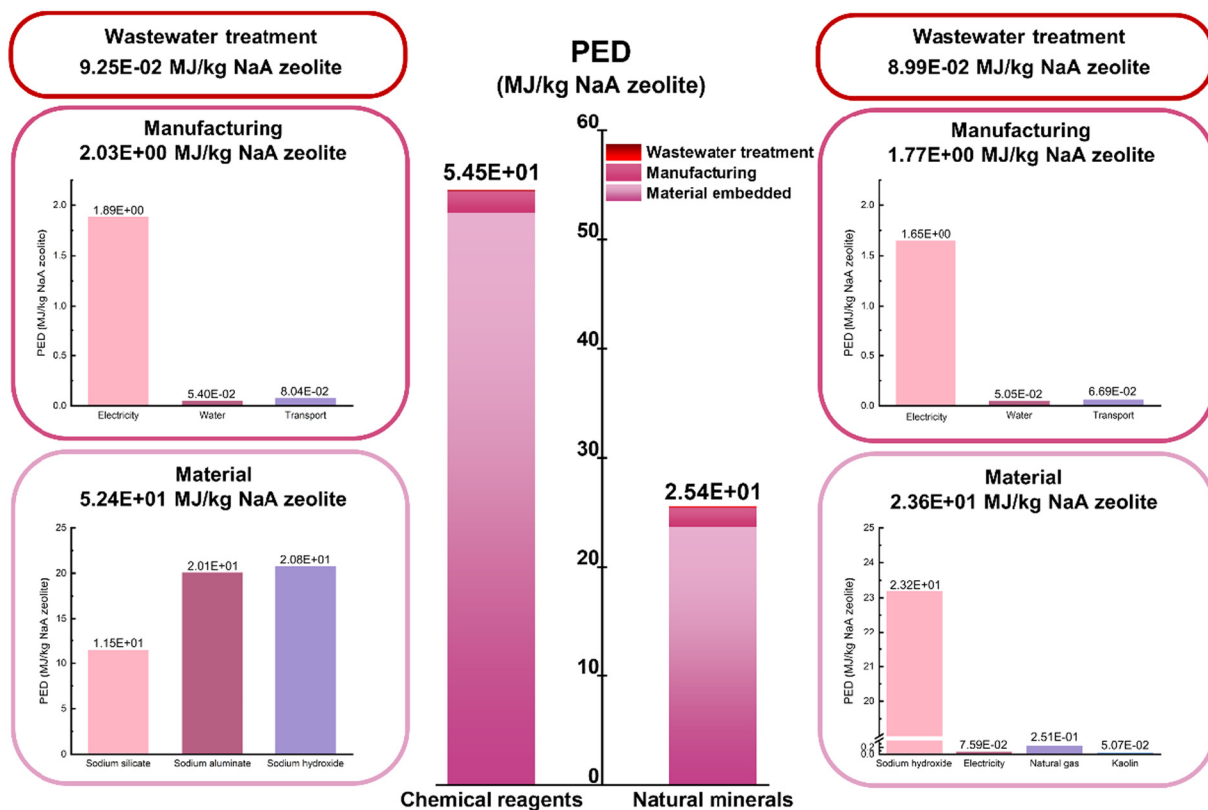 Wastewater treatment
9.25E-02 MJ/kg NaA zeolite
Manufacturing
2.03E+00 MJ/kg NaA zeolite
PED (MJ/kg NaA zeolite)
2.0
1.5
1.0
0.5
0.0
1.89E+00
5.40E-02
8.04E-02
Electricity Water Transport
Material
5.24E+01 MJ/kg NaA zeolite
PED (MJ/kg NaA zeolite)
25
20
15
10
5
0
1.15E+01
2.01E+01
2.08E+01
Sodium silicate Sodium aluminate Sodium hydroxide
PED
(MJ/kg NaA zeolite)
60
50
40
30
20
10
0
Wastewater treatment
Manufacturing
Material embedded
5.45E+01
2.54E+01
Chemical reagents Natural minerals
Wastewater treatment
8.99E-02 MJ/kg NaA zeolite
Manufacturing
1.77E+00 MJ/kg NaA zeolite
PED (MJ/kg NaA zeolite)
2.0
1.5
1.0
0.5
0.0
1.65E+00
5.05E-02
6.69E-02
Electricity Water Transport
Material
2.36E+01 MJ/kg NaA zeolite
PED (MJ/kg NaA zeolite)
25
24
23
22
21
20
0.2
0.0
2.32E+01
7.59E-02
2.51E-01
5.07E-02
Sodium hydroxide Electricity Natural gas Kaolin